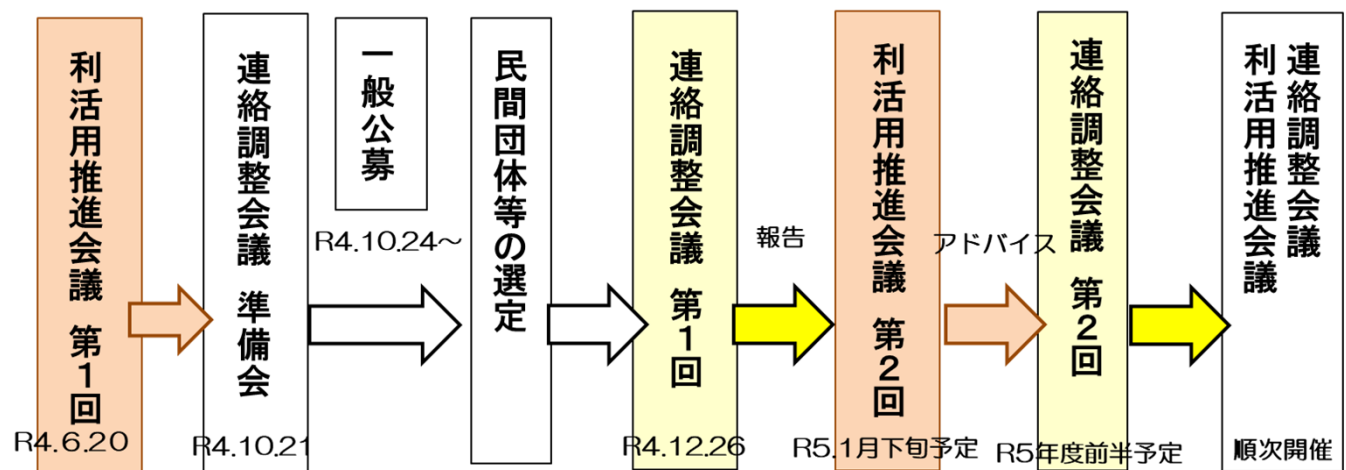 利活用推進会議 第1回
R4.6.20
連絡調整会議 準備会
R4.10.21
一般公募
R4.10.24～
民間団体等の選定
連絡調整会議 第1回
R4.12.26
報告
利活用推進会議 第2回
R5.1月下旬予定
アドバイス
連絡調整会議 第2回
R5年度前半予定
連絡調整会議
利活用推進会議
順次開催